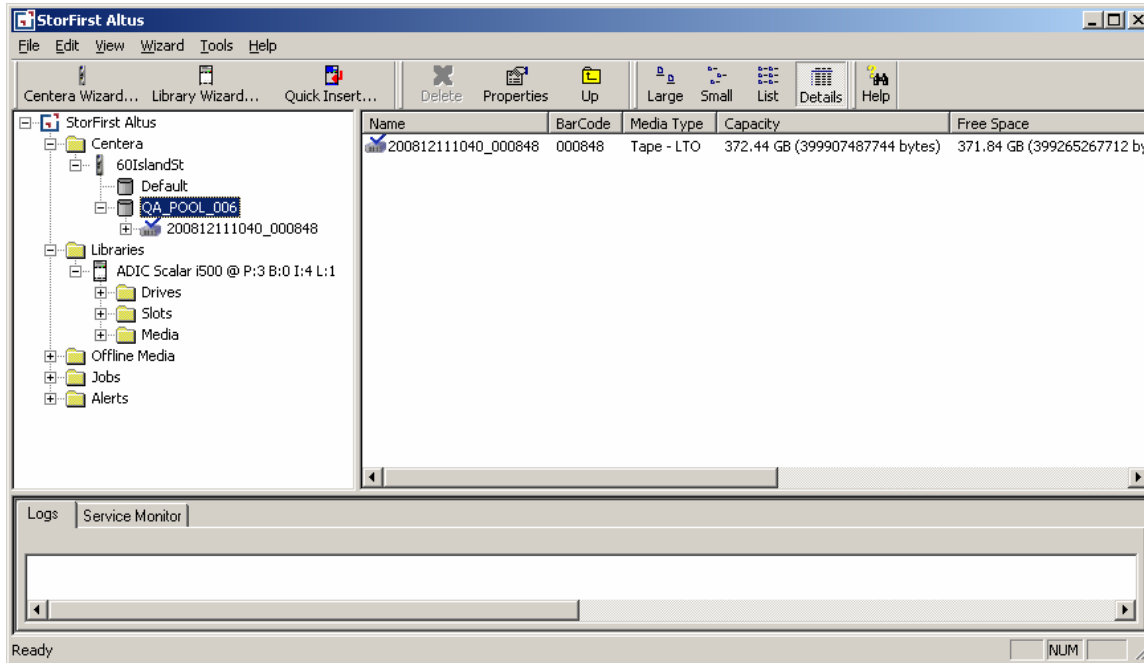 StorFirst Altus
File Edit View Wizard Tools Help
Centera Wizard... Library Wizard... Quick Insert... Delete Properties Up Large Small List Details Help
StorFirst Altus
Centera
60IslandSt
Default
QA_POOL_006
200812111040_000848
Libraries
ADIC Scalar i500 @ P:3 B:0 I:4 L:1
Drives
Slots
Media
Offline Media
Jobs
Alerts
Name BarCode Media Type Capacity Free Space
200812111040_000848 000848 Tape - LTO 372.44 GB (399907487744 bytes) 371.84 GB (399265267712 by
Logs Service Monitor
Ready NUM